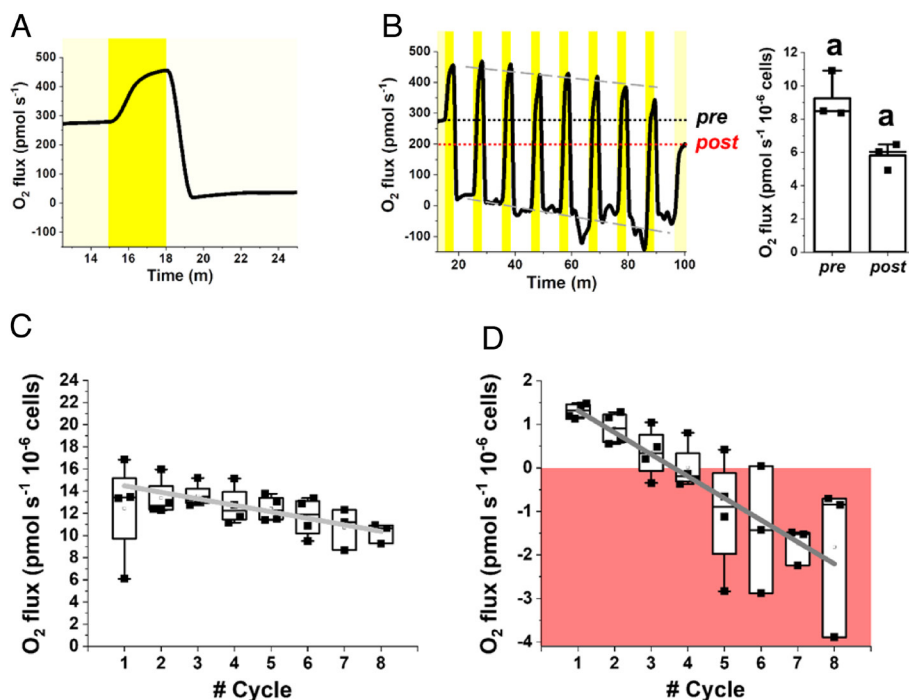 A
O₂ flux (pmol s⁻¹)
500
400
300
200
100
0
-100
14 16 18 20 22 24
Time (m)
B
O₂ flux (pmol s⁻¹)
500
400
300
200
100
0
-100
pre
post
20 40 60 80 100
Time (m)
O₂ flux (pmol s⁻¹ 10⁻⁶ cells)
12
10
8
6
4
2
0
a
a
pre post
C
O₂ flux (pmol s⁻¹ 10⁻⁶ cells)
24
22
20
18
16
14
12
10
8
6
4
2
0
1 2 3 4 5 6 7 8
# Cycle
D
O₂ flux (pmol s⁻¹ 10⁻⁶ cells)
2
1
0
-1
-2
-3
-4
1 2 3 4 5 6 7 8
# Cycle